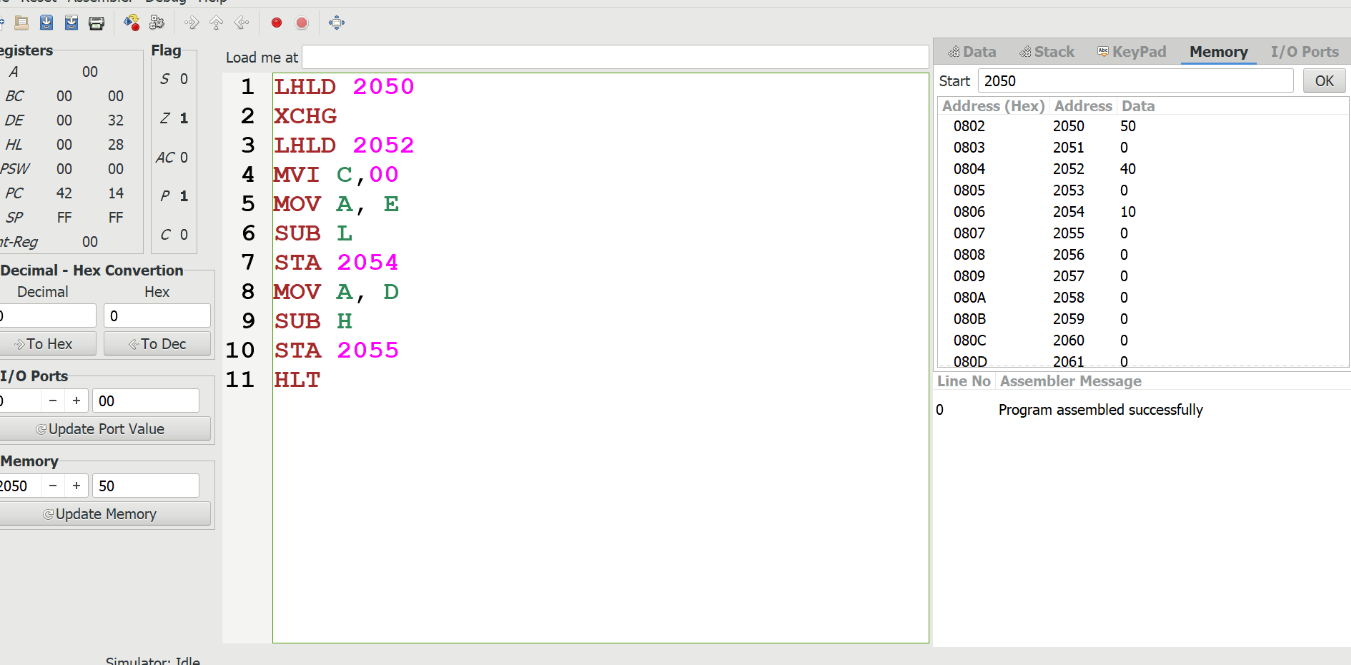 Reset Assembler Debug Help
Registers
A 00
BC 00 00
DE 00 32
HL 00 28
PSW 00 00
PC 42 14
SP FF FF
Int-Reg 00
Flag
S 0
Z 1
AC 0
P 1
C 0
Decimal - Hex Convertion
Decimal Hex
0 0
To Hex To Dec
I/O Ports
0 − + 00
Update Port Value
Memory
2050 − + 50
Update Memory
Simulator: Idle
Load me at
1 LHLD 2050
2 XCHG
3 LHLD 2052
4 MVI C,00
5 MOV A, E
6 SUB L
7 STA 2054
8 MOV A, D
9 SUB H
10 STA 2055
11 HLT
Data Stack KeyPad Memory I/O Ports
Start 2050 OK
Address (Hex) Address Data
0802 2050 50
0803 2051 0
0804 2052 40
0805 2053 0
0806 2054 10
0807 2055 0
0808 2056 0
0809 2057 0
080A 2058 0
080B 2059 0
080C 2060 0
080D 2061 0
Line No Assembler Message
0 Program assembled successfully